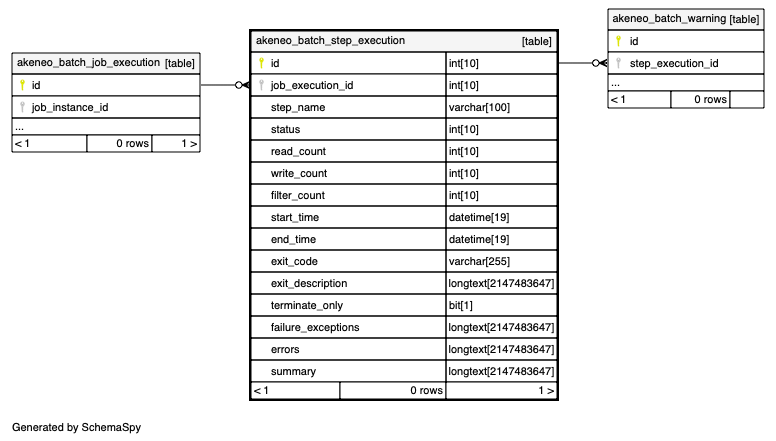 akeneo_batch_job_execution [table]
id
job_instance_id
...
< 1 0 rows 1 >
akeneo_batch_step_execution [table]
id int[10]
job_execution_id int[10]
step_name varchar[100]
status int[10]
read_count int[10]
write_count int[10]
filter_count int[10]
start_time datetime[19]
end_time datetime[19]
exit_code varchar[255]
exit_description longtext[2147483647]
terminate_only bit[1]
failure_exceptions longtext[2147483647]
errors longtext[2147483647]
summary longtext[2147483647]
< 1 0 rows 1 >
akeneo_batch_warning [table]
id
step_execution_id
...
< 1 0 rows
Generated by SchemaSpy